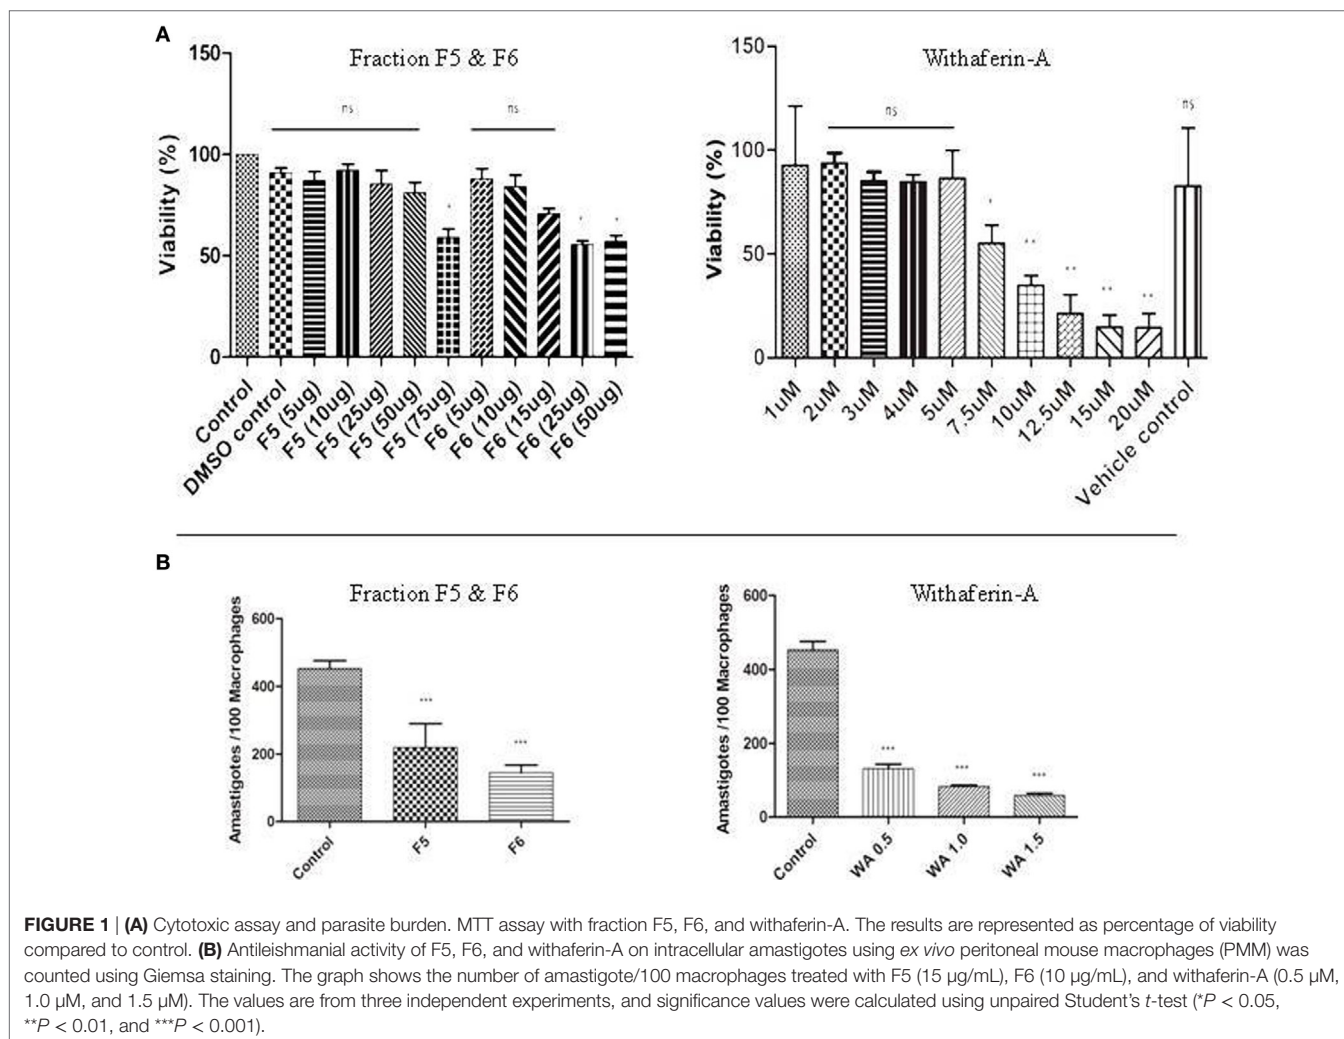 A
Fraction F5 & F6
Viability (%)
150
100
50
0
ns
ns
*
*
*
Control
DMSO control
F5 (5ug)
F5 (10ug)
F5 (25ug)
F5 (50ug)
F5 (75ug)
F6 (5ug)
F6 (10ug)
F6 (15ug)
F6 (25ug)
F6 (50ug)
Withaferin-A
Viability (%)
150
100
50
0
ns
*
**
**
**
**
ns
1uM
2uM
3uM
4uM
5uM
7.5uM
10uM
12.5uM
15uM
20uM
Vehicle control
B
Fraction F5 & F6
Amastigotes /100 Macrophages
600
400
200
0
***
***
Control
F5
F6
Withaferin-A
Amastigotes /100 Macrophages
600
400
200
0
***
***
***
Control
WA 0.5
WA 1.0
WA 1.5
FIGURE 1 | (A) Cytotoxic assay and parasite burden. MTT assay with fraction F5, F6, and withaferin-A. The results are represented as percentage of viability
compared to control. (B) Antileishmanial activity of F5, F6, and withaferin-A on intracellular amastigotes using ex vivo peritoneal mouse macrophages (PMM) was
counted using Giemsa staining. The graph shows the number of amastigote/100 macrophages treated with F5 (15 µg/mL), F6 (10 µg/mL), and withaferin-A (0.5 µM,
1.0 µM, and 1.5 µM). The values are from three independent experiments, and significance values were calculated using unpaired Student's t-test (*P < 0.05,
**P < 0.01, and ***P < 0.001).